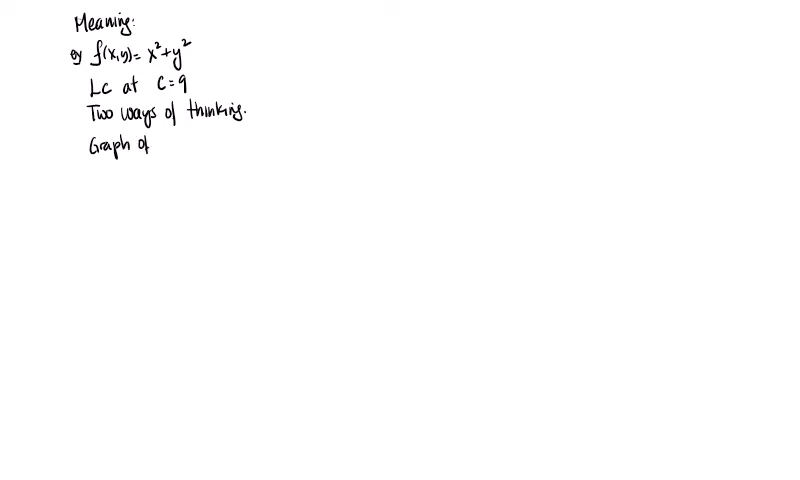 Meaning:
eg f(x,y) = x² + y²
LC at C = 9
Two ways of thinking.
Graph of